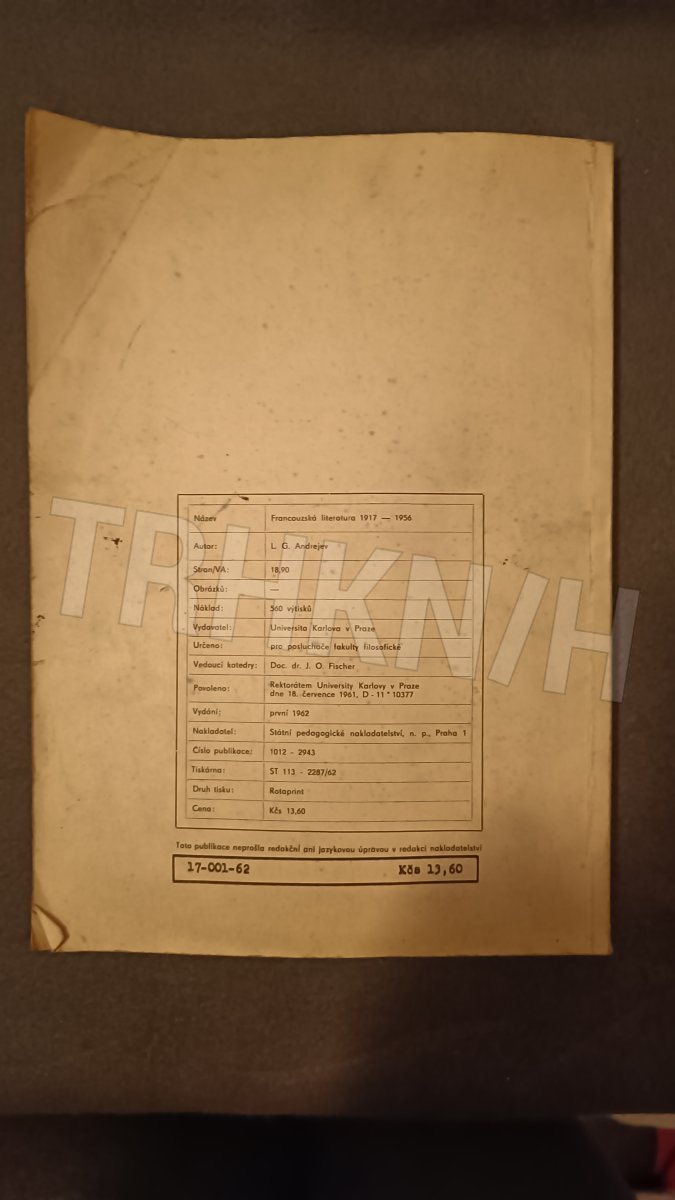 Název Francouzská literatura 1917 — 1956
Autor: L. G. Andrejev
Stran/VA: 18,90
Obrázků: —
Náklad: 560 výtisků
Vydavatel: Universita Karlova v Praze
Určeno: pro posluchače fakulty filosofické
Vedoucí katedry: Doc. dr. J. O. Fischer
Povoleno: Rektorátem University Karlovy v Praze
dne 18. července 1961, D - 11 * 10377
Vydání: první 1962
Nakladatel: Státní pedagogické nakladatelství, n. p., Praha 1
Číslo publikace: 1012 - 2943
Tiskárna: ST 113 - 2287/62
Druh tisku: Rotaprint
Cena: Kčs 13,60
Tato publikace neprošla redakční ani jazykovou úpravou v redakci nakladatelství
17-001-62 Kčs 13,60
TRHKNIH